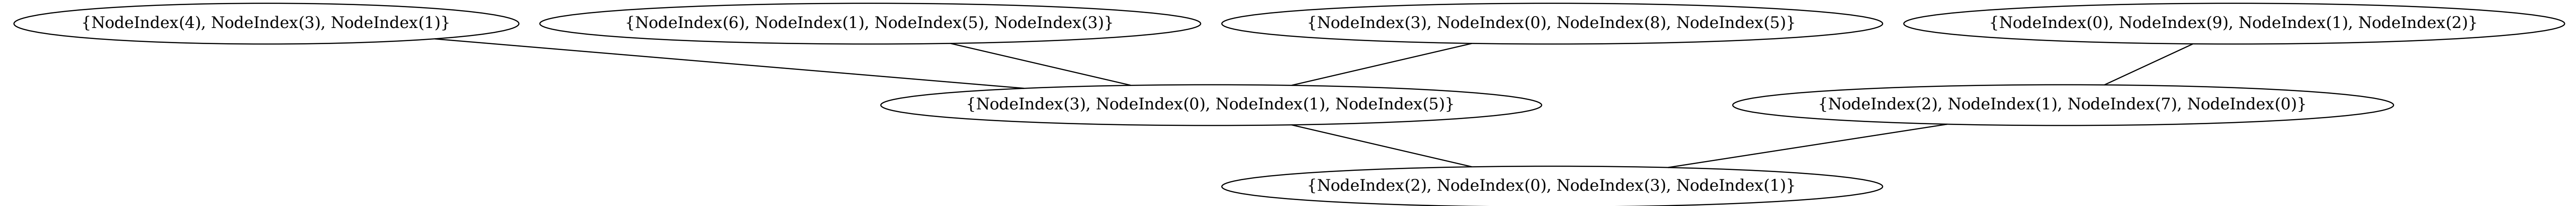 {NodeIndex(4), NodeIndex(3), NodeIndex(1)}
{NodeIndex(6), NodeIndex(1), NodeIndex(5), NodeIndex(3)}
{NodeIndex(3), NodeIndex(0), NodeIndex(8), NodeIndex(5)}
{NodeIndex(0), NodeIndex(9), NodeIndex(1), NodeIndex(2)}
{NodeIndex(3), NodeIndex(0), NodeIndex(1), NodeIndex(5)}
{NodeIndex(2), NodeIndex(1), NodeIndex(7), NodeIndex(0)}
{NodeIndex(2), NodeIndex(0), NodeIndex(3), NodeIndex(1)}